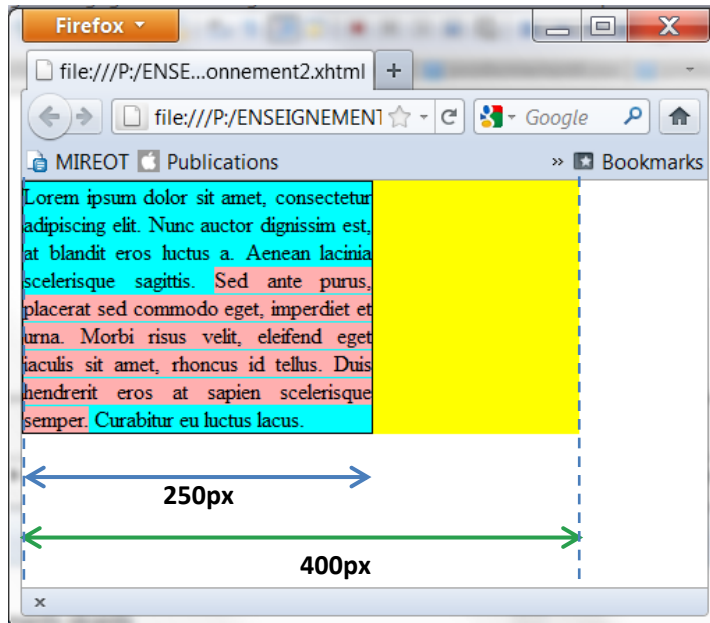 Firefox
file:///P:/ENSE...onnement2.xhtml +
file:///P:/ENSEIGNEMENT Google
MIREOT Publications » Bookmarks
Lorem ipsum dolor sit amet, consectetur
adipiscing elit. Nunc auctor dignissim est,
at blandit eros luctus a. Aenean lacinia
scelerisque sagittis. Sed ante purus,
placerat sed commodo eget, imperdiet et
urna. Morbi risus velit, eleifend eget
iaculis sit amet, rhoncus id tellus. Duis
hendrerit eros at sapien scelerisque
semper. Curabitur eu luctus lacus.
250px
400px
x